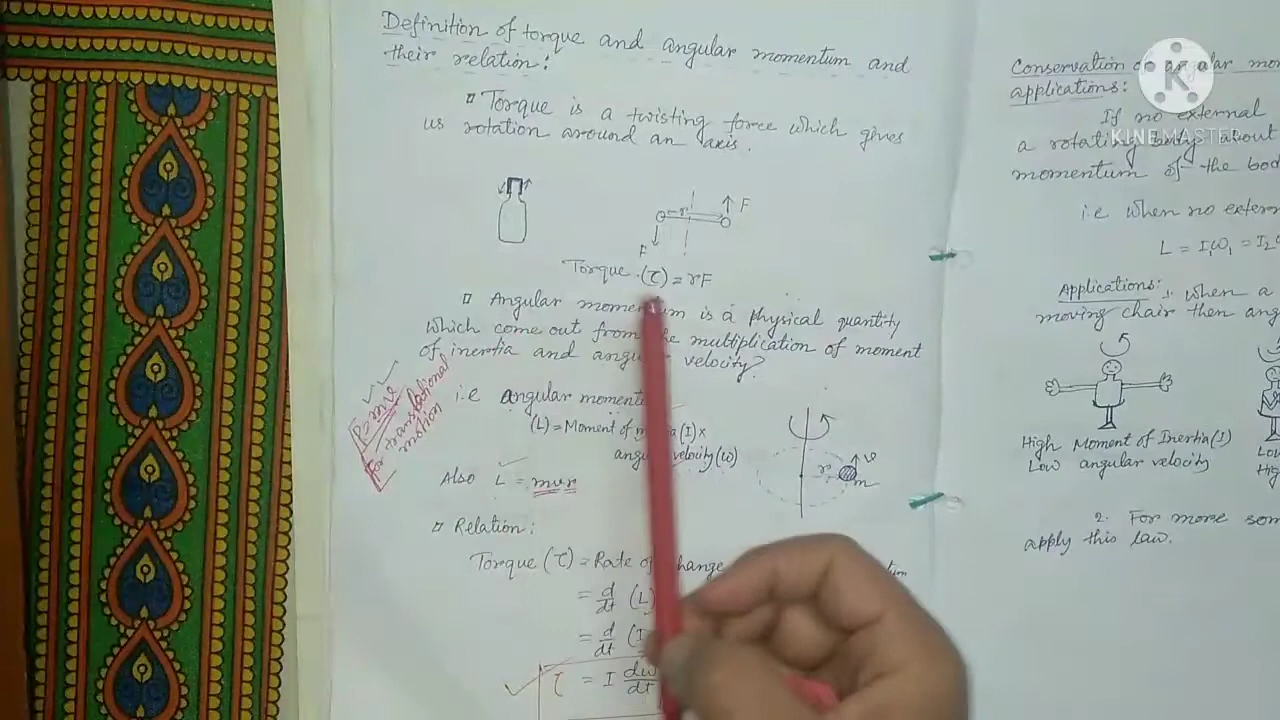 Definition of torque and angular momentum and
their relation:
Torque is a twisting force which gives
us rotation around an axis.
F
r
F
Torque (τ) = rF
Angular momentum is a physical quantity
which come out from the multiplication of moment
of inertia and angular velocity?
i.e angular moment
(L) = Moment of (I) x
angular velocity (ω)
P = mv
For translational
motion
Also L = mvr
r
v
m
Relation:
Torque (τ) = Rate of change
= d/dt (L)
= d/dt (I
τ = I dω/dt
Conservation
applications:
If no external
a rotating body about
momentum of the bod
i.e when no extern
L = I₁ω₁ = I₂
Applications: 1. when a
moving chair then ang
High Moment of Inertia (I)
Low angular velocity
Low
Hig
2. For more som
apply this law.
K
KINEMASTER